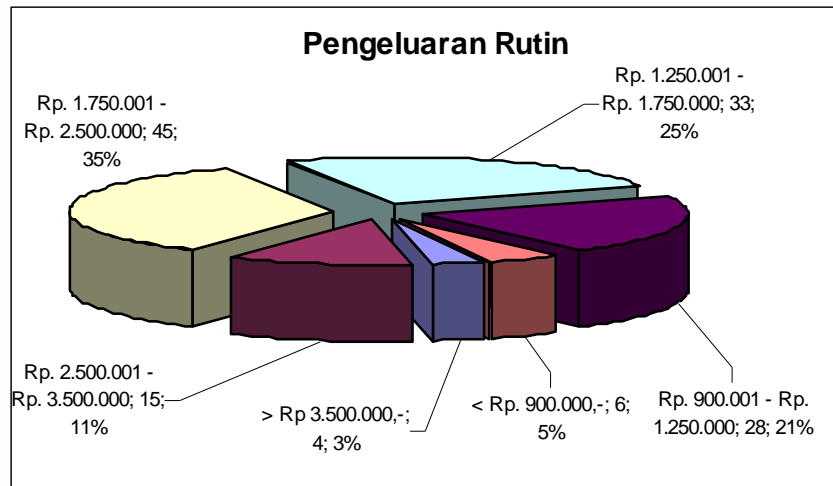 Pengeluaran Rutin
Rp. 1.250.001 -
Rp. 1.750.000; 33;
25%
Rp. 1.750.001 -
Rp. 2.500.000; 45;
35%
Rp. 2.500.001 -
Rp. 3.500.000; 15;
11%
> Rp 3.500.000,-;
4; 3%
< Rp. 900.000,-; 6;
5%
Rp. 900.001 - Rp.
1.250.000; 28; 21%